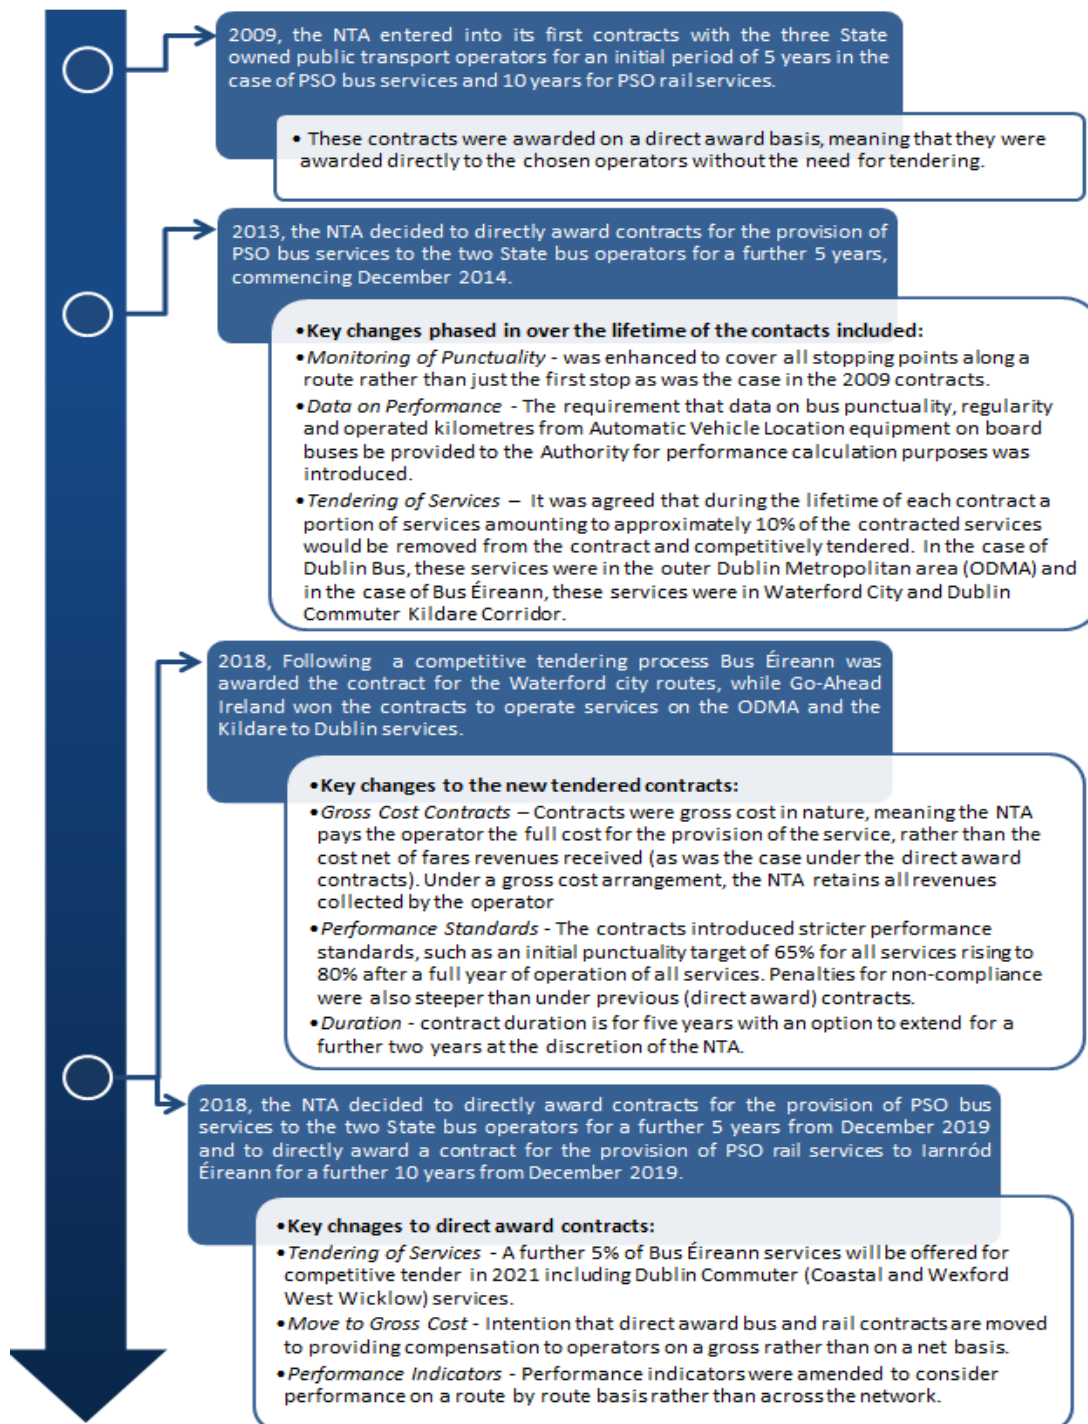 2009, the NTA entered into its first contracts with the three State
owned public transport operators for an initial period of 5 years in the
case of PSO bus services and 10 years for PSO rail services.
• These contracts were awarded on a direct award basis, meaning that they were
awarded directly to the chosen operators without the need for tendering.
2013, the NTA decided to directly award contracts for the provision of
PSO bus services to the two State bus operators for a further 5 years,
commencing December 2014.
•Key changes phased in over the lifetime of the contacts included:
•Monitoring of Punctuality - was enhanced to cover all stopping points along a
route rather than just the first stop as was the case in the 2009 contracts.
•Data on Performance - The requirement that data on bus punctuality, regularity
and operated kilometres from Automatic Vehicle Location equipment on board
buses be provided to the Authority for performance calculation purposes was
introduced.
•Tendering of Services – It was agreed that during the lifetime of each contract a
portion of services amounting to approximately 10% of the contracted services
would be removed from the contract and competitively tendered. In the case of
Dublin Bus, these services were in the outer Dublin Metropolitan area (ODMA) and
in the case of Bus Éireann, these services were in Waterford City and Dublin
Commuter Kildare Corridor.
2018, Following a competitive tendering process Bus Éireann was
awarded the contract for the Waterford city routes, while Go-Ahead
Ireland won the contracts to operate services on the ODMA and the
Kildare to Dublin services.
•Key changes to the new tendered contracts:
•Gross Cost Contracts – Contracts were gross cost in nature, meaning the NTA
pays the operator the full cost for the provision of the service, rather than the
cost net of fares revenues received (as was the case under the direct award
contracts). Under a gross cost arrangement, the NTA retains all revenues
collected by the operator
•Performance Standards - The contracts introduced stricter performance
standards, such as an initial punctuality target of 65% for all services rising to
80% after a full year of operation of all services. Penalties for non-compliance
were also steeper than under previous (direct award) contracts.
•Duration - contract duration is for five years with an option to extend for a
further two years at the discretion of the NTA.
2018, the NTA decided to directly award contracts for the provision of PSO bus
services to the two State bus operators for a further 5 years from December 2019
and to directly award a contract for the provision of PSO rail services to Iarnród
Éireann for a further 10 years from December 2019.
•Key chnages to direct award contracts:
•Tendering of Services - A further 5% of Bus Éireann services will be offered for
competitive tender in 2021 including Dublin Commuter (Coastal and Wexford
West Wicklow) services.
•Move to Gross Cost - Intention that direct award bus and rail contracts are moved
to providing compensation to operators on a gross rather than on a net basis.
•Performance Indicators - Performance indicators were amended to consider
performance on a route by route basis rather than across the network.